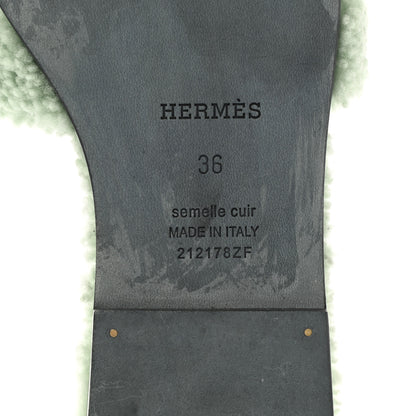 HERMÈS
36
semelle cuir
MADE IN ITALY
212178ZF